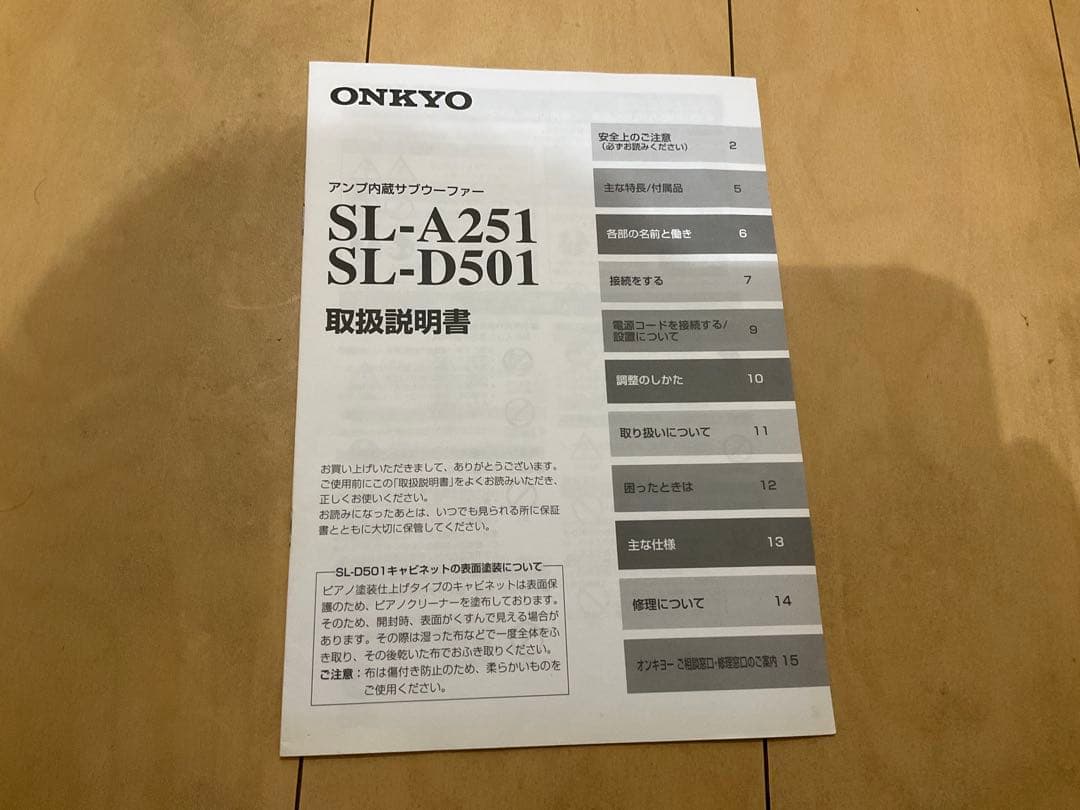 ONKYO
アンプ内蔵サブウーファー
SL-A251
SL-D501
取扱説明書
お買い上げいただきまして、ありがとうございます。
ご使用前にこの「取扱説明書」をよくお読みいただき、
正しくお使いください。
お読みになったあとは、いつでも見られる所に保証
書とともに大切に保管してください。
SL-D501キャビネットの表面塗装について
ピアノ塗装仕上げタイプのキャビネットは表面保
護のため、ピアノクリーナーを塗布しております。
そのため、開封時、表面がくすんで見える場合が
あります。その際は湿った布などで一度全体をふ
き取り、その後乾いた布でおふき取りください。
ご注意：布は傷付き防止のため、柔らかいものを
ご使用ください。
安全上のご注意
（必ずお読みください） 2
主な特長/付属品 5
各部の名前と働き 6
接続をする 7
電源コードを接続する/
設置について 9
調整のしかた 10
取り扱いについて 11
困ったときは 12
主な仕様 13
修理について 14
オンキヨー ご相談窓口・修理窓口のご案内 15